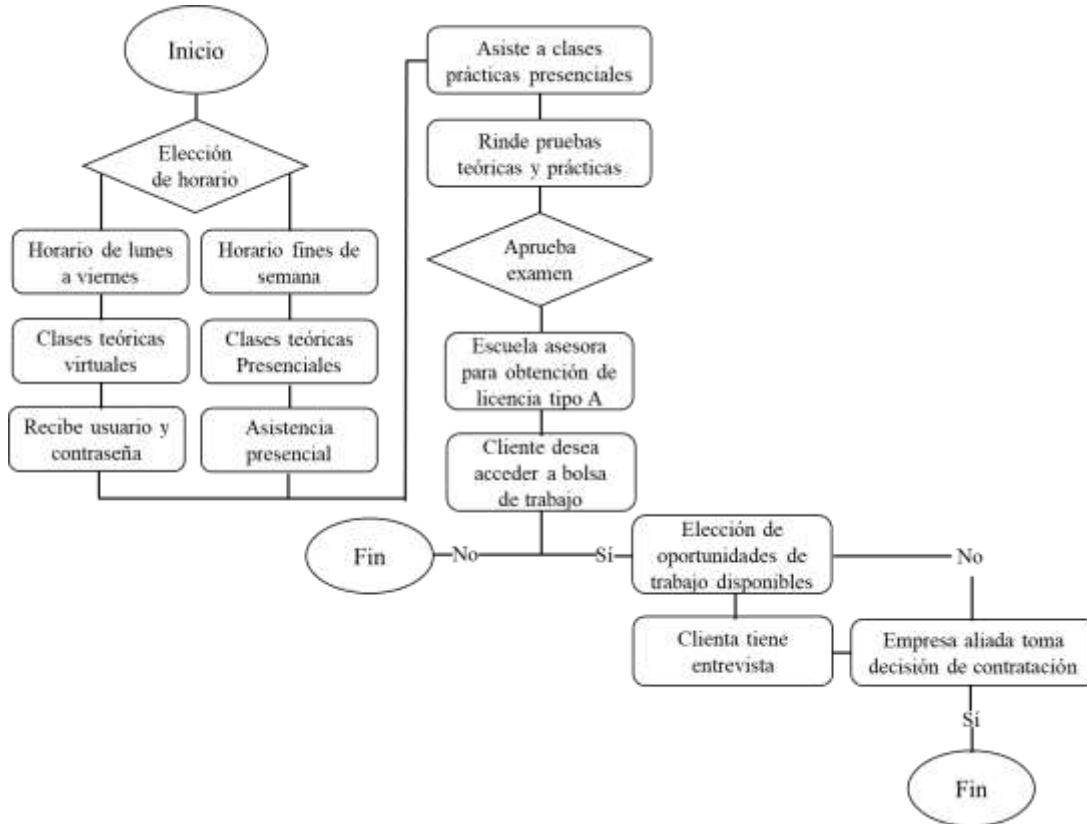 Inicio
Elección
de horario
Horario de lunes
a viernes
Clases teóricas
virtuales
Recibe usuario y
contraseña
Horario fines de
semana
Clases teóricas
Presenciales
Asistencia
presencial
Asiste a clases
prácticas presenciales
Rinde pruebas
teóricas y prácticas
Aprueba
examen
Escuela asesora
para obtención de
licencia tipo A
Cliente desea
acceder a bolsa
de trabajo
Fin
No
Sí
Elección de
oportunidades de
trabajo disponibles
No
Clienta tiene
entrevista
Empresa aliada toma
decisión de contratación
Sí
Fin